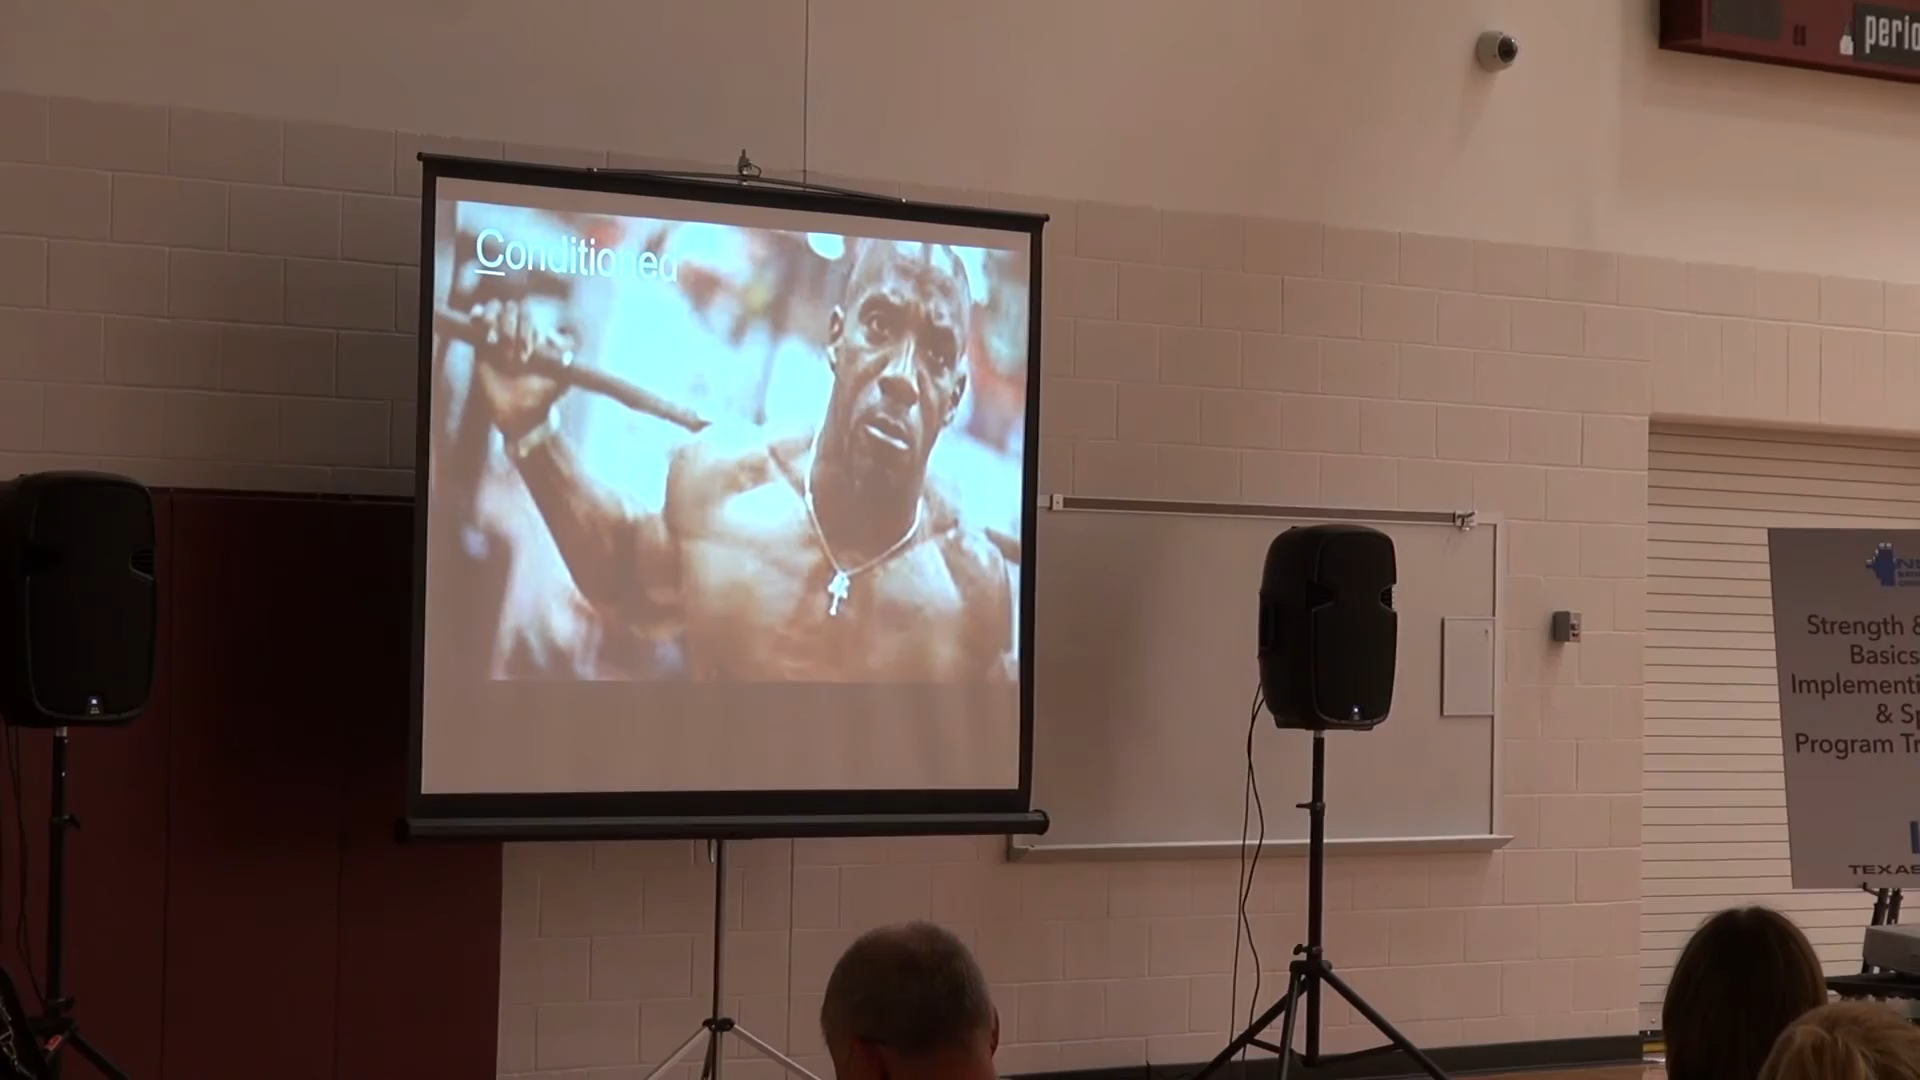 Conditioned
perio
Strength &
Basics
Implementi
& Sp
Program Tr
TEXAS